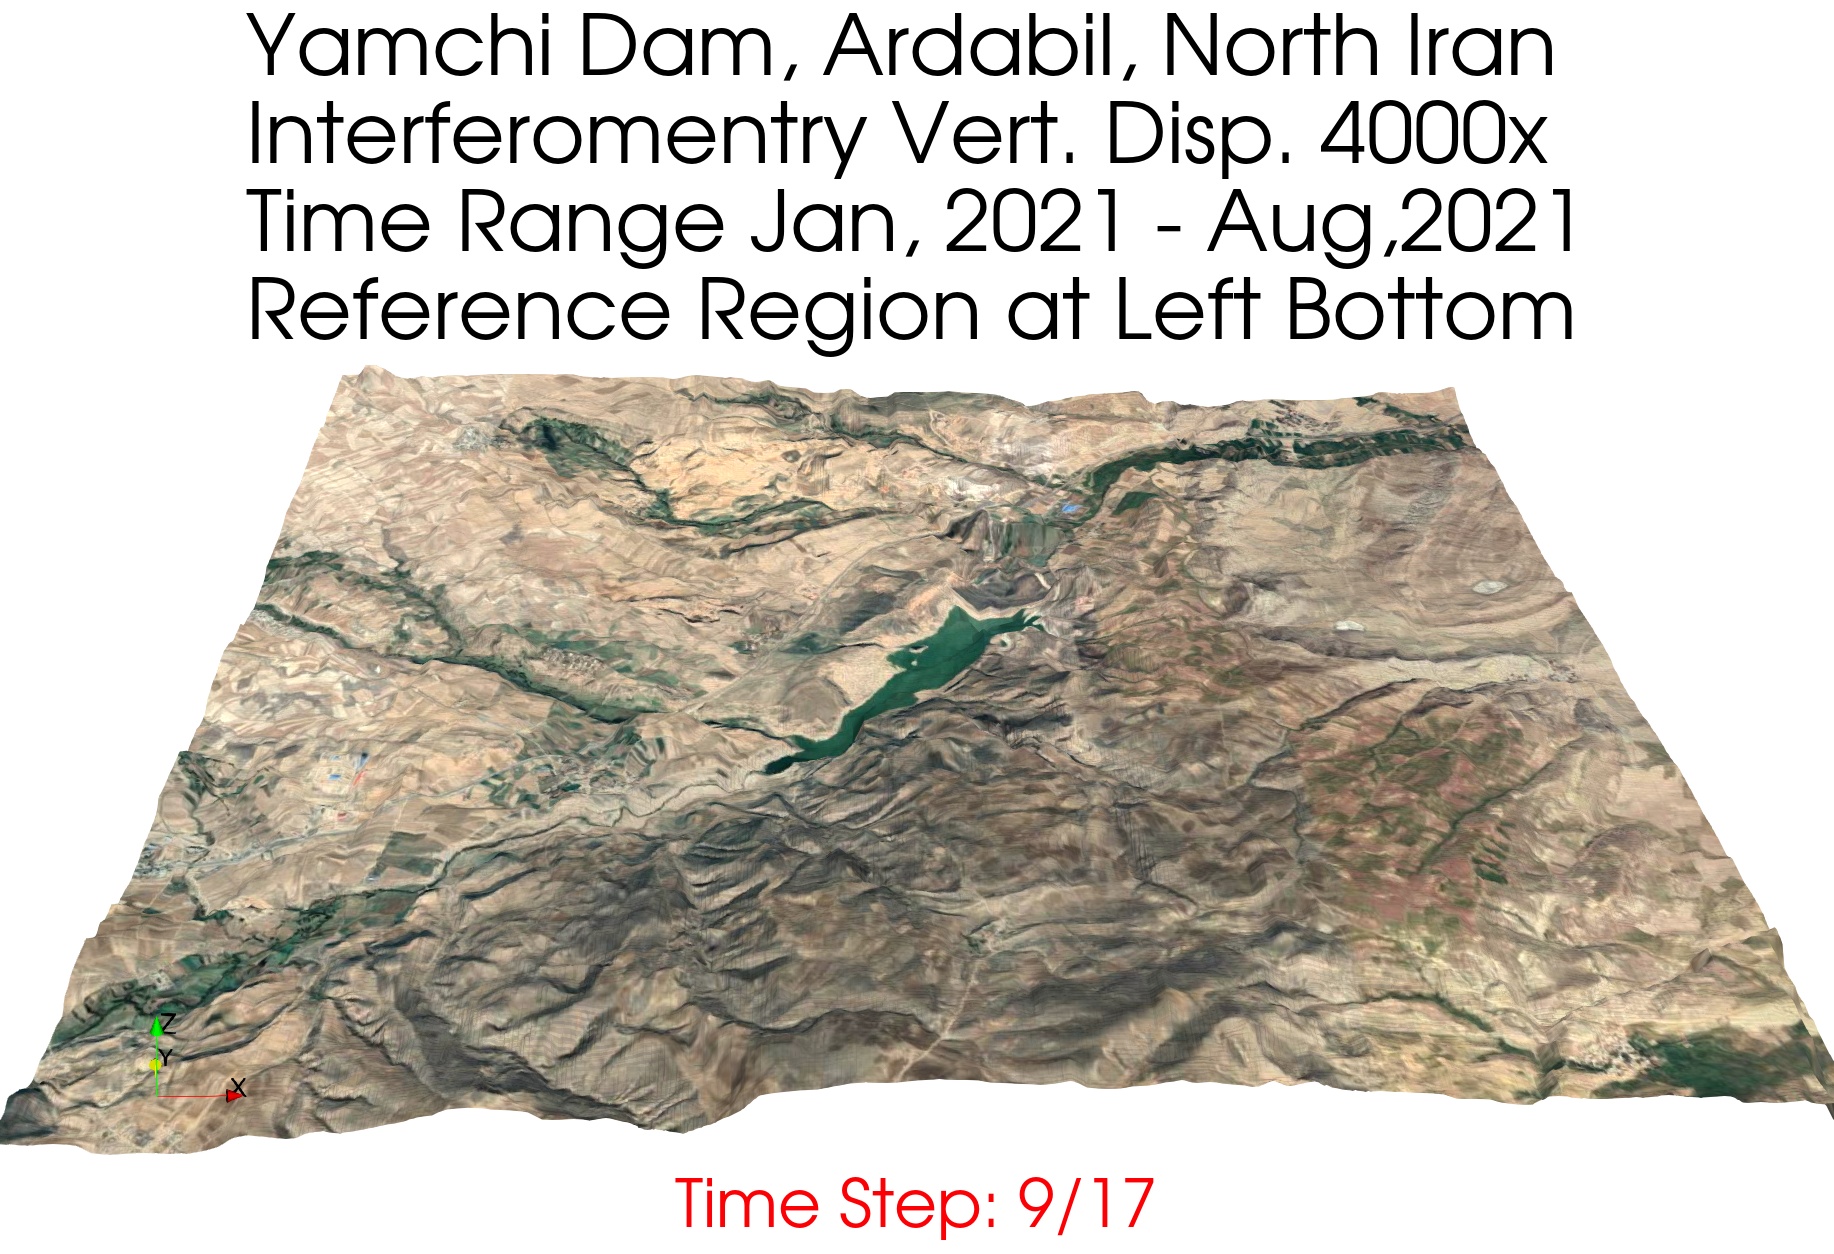 Yamchi Dam, Ardabil, North Iran
Interferomentry Vert. Disp. 4000x
Time Range Jan, 2021 - Aug,2021
Reference Region at Left Bottom
Z
Y
X
Time Step: 9/17